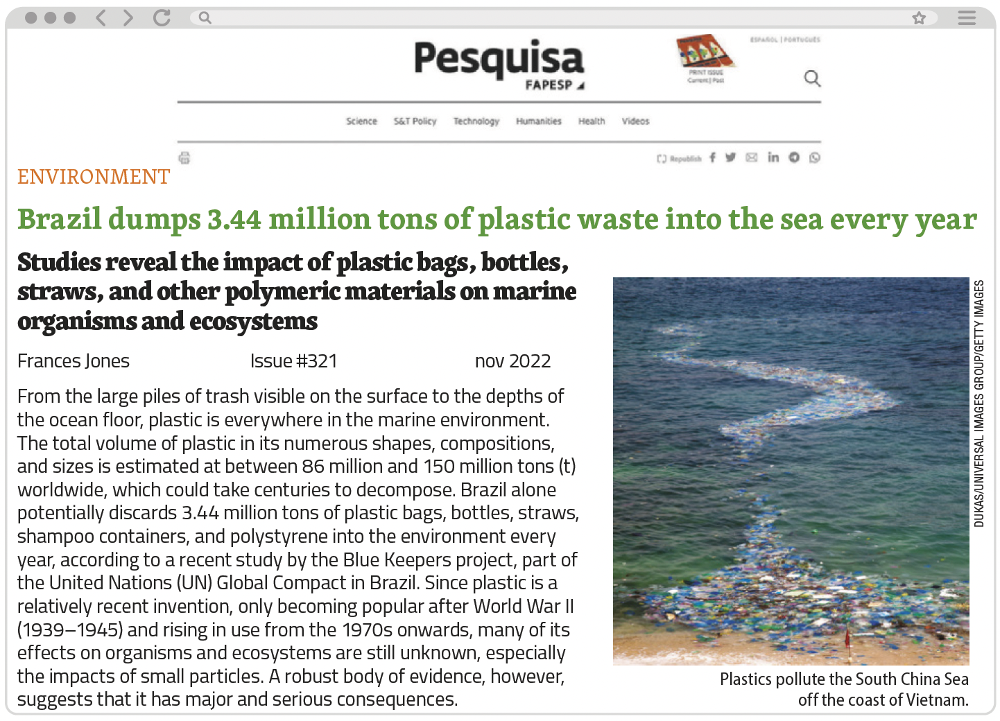 Pesquisa
FAPESP
PRINT ISSUE
Current | Past
ESPAÑOL | PORTUGUÊS
Science S&T Policy Technology Humanities Health Videos
Republish
ENVIRONMENT
Brazil dumps 3.44 million tons of plastic waste into the sea every year
Studies reveal the impact of plastic bags, bottles,
straws, and other polymeric materials on marine
organisms and ecosystems
Frances Jones Issue #321 nov 2022
From the large piles of trash visible on the surface to the depths of
the ocean floor, plastic is everywhere in the marine environment.
The total volume of plastic in its numerous shapes, compositions,
and sizes is estimated at between 86 million and 150 million tons (t)
worldwide, which could take centuries to decompose. Brazil alone
potentially discards 3.44 million tons of plastic bags, bottles, straws,
shampoo containers, and polystyrene into the environment every
year, according to a recent study by the Blue Keepers project, part of
the United Nations (UN) Global Compact in Brazil. Since plastic is a
relatively recent invention, only becoming popular after World War II
(1939–1945) and rising in use from the 1970s onwards, many of its
effects on organisms and ecosystems are still unknown, especially
the impacts of small particles. A robust body of evidence, however,
suggests that it has major and serious consequences.
DUKAS/UNIVERSAL IMAGES GROUP/GETTY IMAGES
Plastics pollute the South China Sea
off the coast of Vietnam.